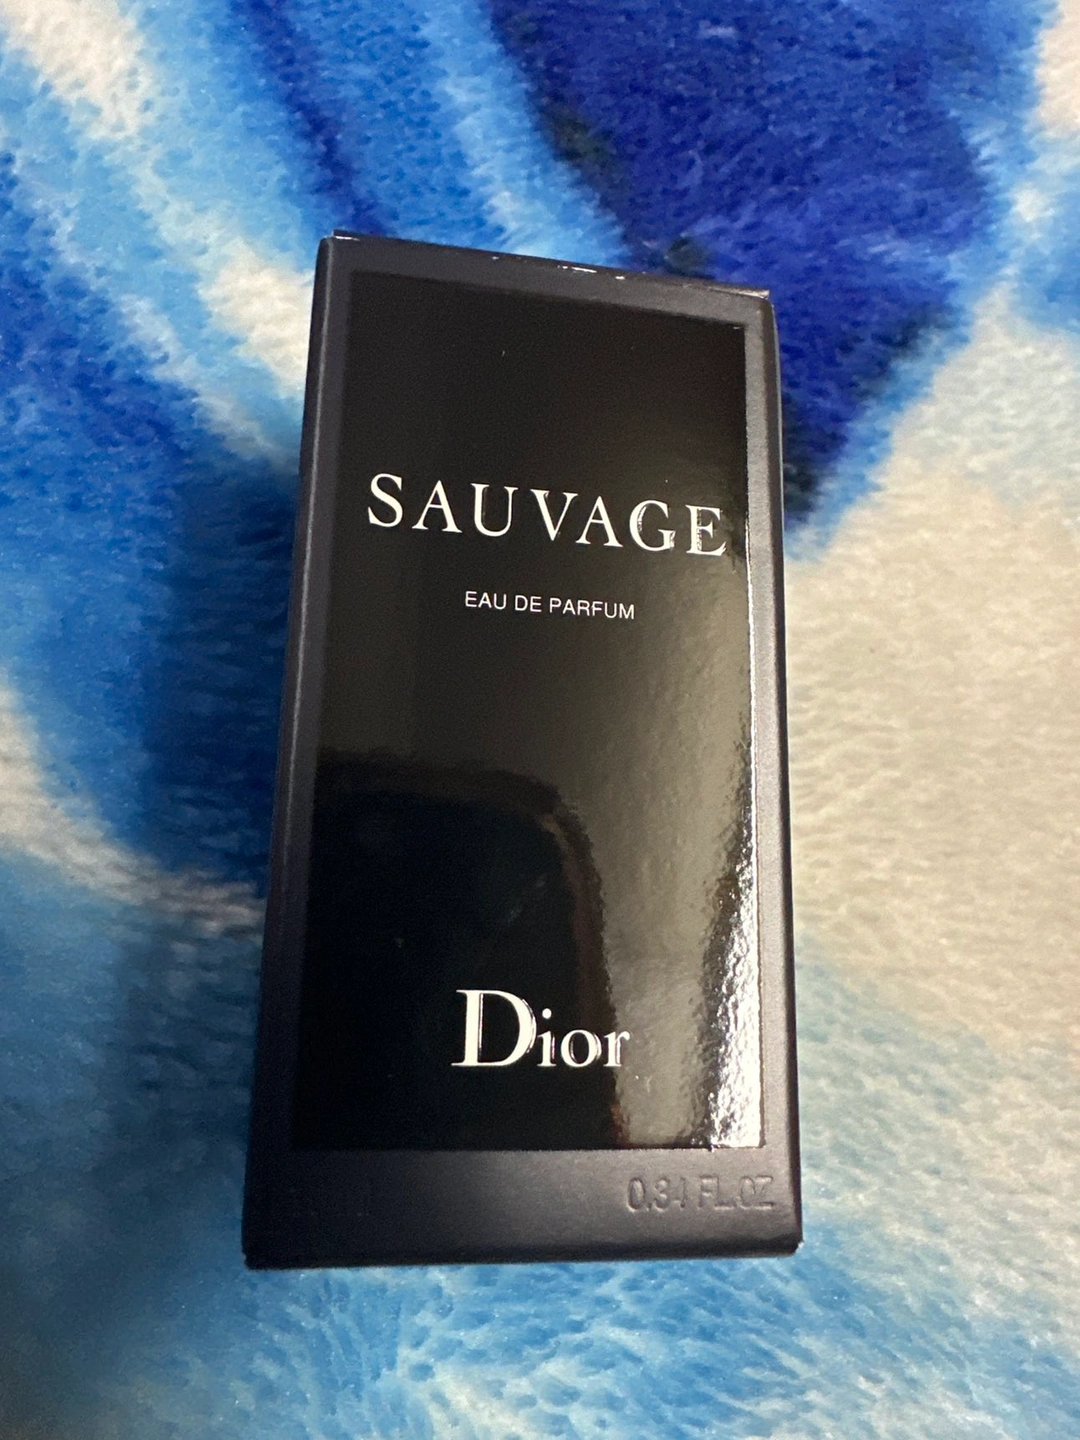 SAUVAGE
EAU DE PARFUM
Dior
0.34 FL.OZ